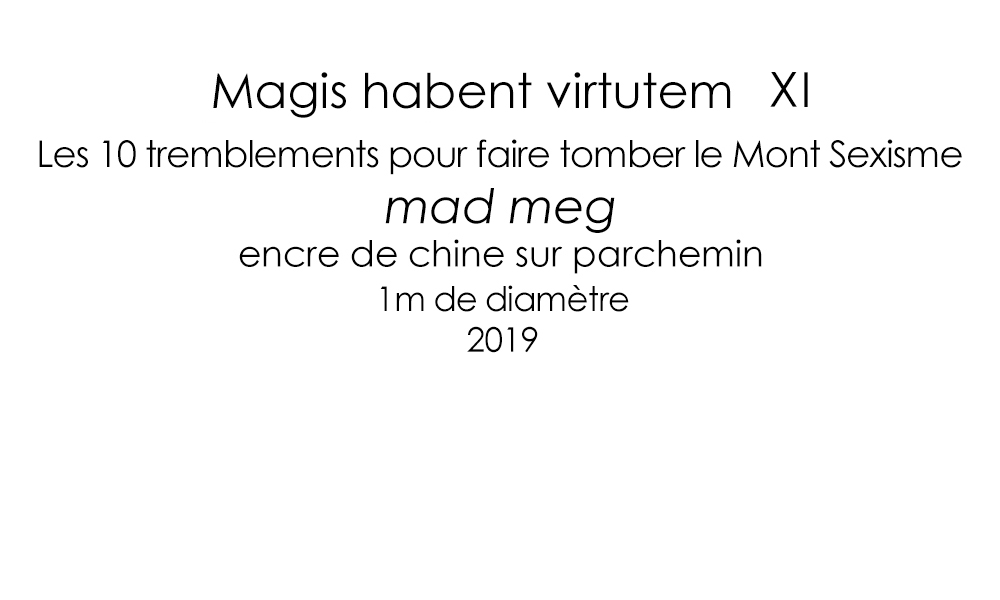 Magis habent virtutem XI
Les 10 tremblements pour faire tomber le Mont Sexisme
mad meg
encre de chine sur parchemin
1m de diamètre
2019